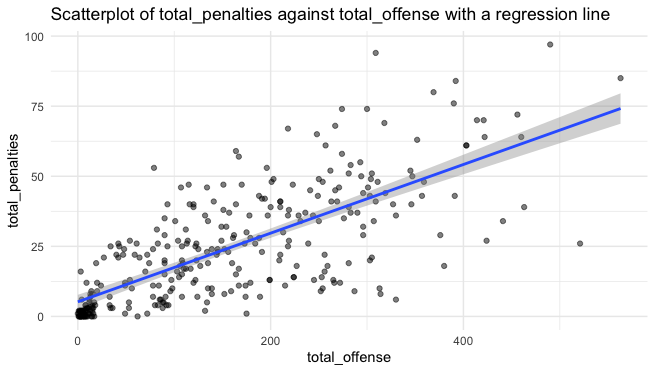 Scatterplot of total_penalties against total_offense with a regression line
100
75
50
25
0
total_penalties
0
200
400
total_offense